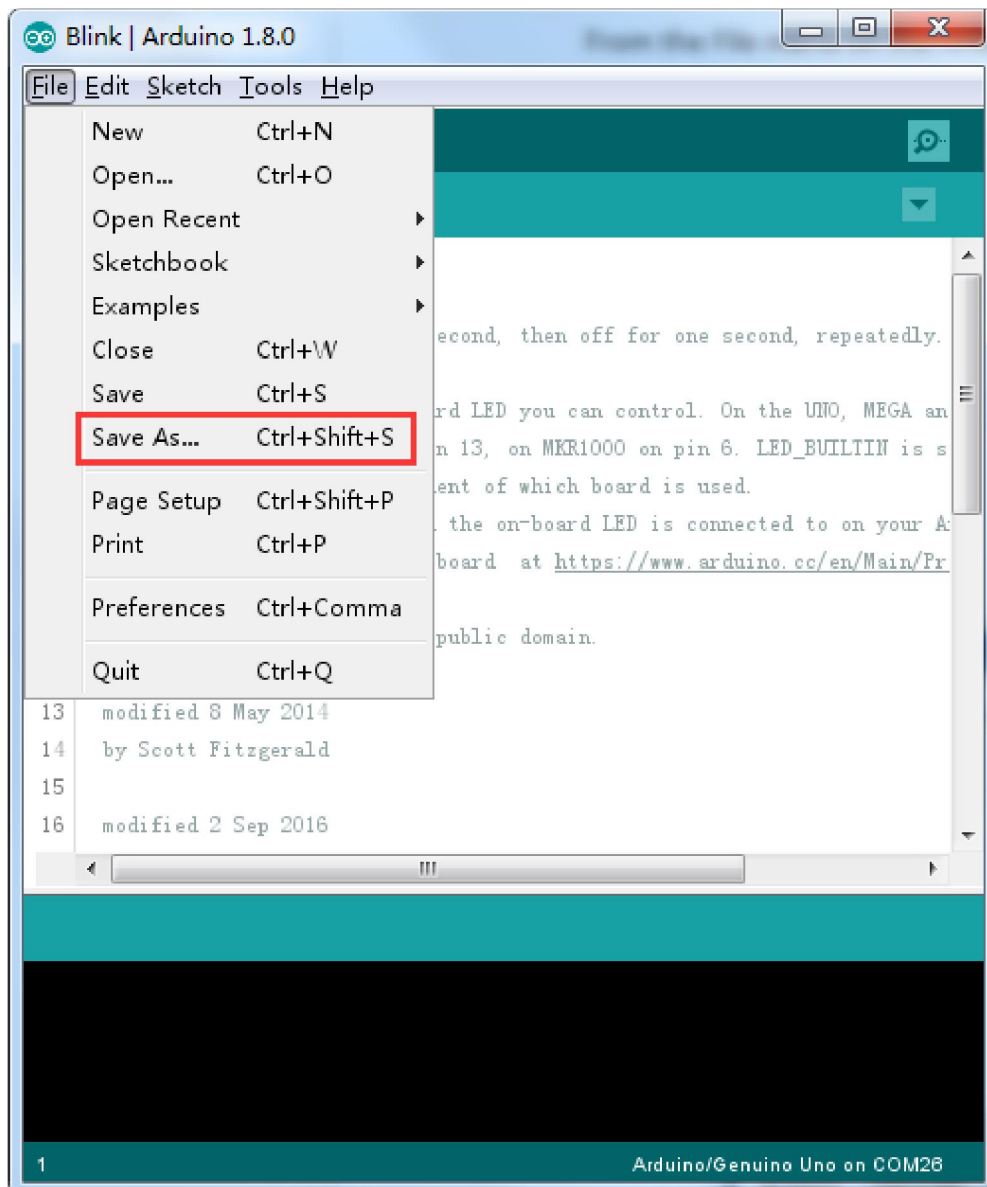 Blink | Arduino 1.8.0
File Edit Sketch Tools Help
New Ctrl+N
Open... Ctrl+O
Open Recent
Sketchbook
Examples
Close Ctrl+W
Save Ctrl+S
Save As... Ctrl+Shift+S
Page Setup Ctrl+Shift+P
Print Ctrl+P
Preferences Ctrl+Comma
Quit Ctrl+Q
econd, then off for one second, repeatedly.
rd LED you can control. On the UNO, MEGA an
n 13, on MKR1000 on pin 6. LED_BUILTIN is s
ent of which board is used.
the on-board LED is connected to on your A
board at https://www.arduino.cc/en/Main/Pr
public domain.
13 modified 8 May 2014
14 by Scott Fitzgerald
15
16 modified 2 Sep 2016
1 Arduino/Genuino Uno on COM26